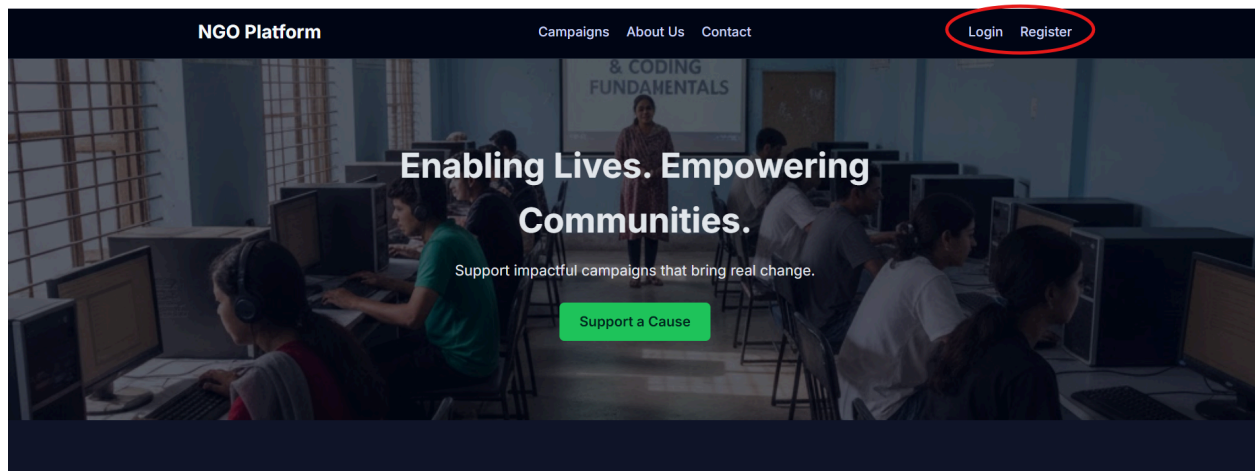 NGO Platform
Campaigns About Us Contact
Login Register
& CODING
FUNDAMENTALS
Enabling Lives. Empowering
Communities.
Support impactful campaigns that bring real change.
Support a Cause